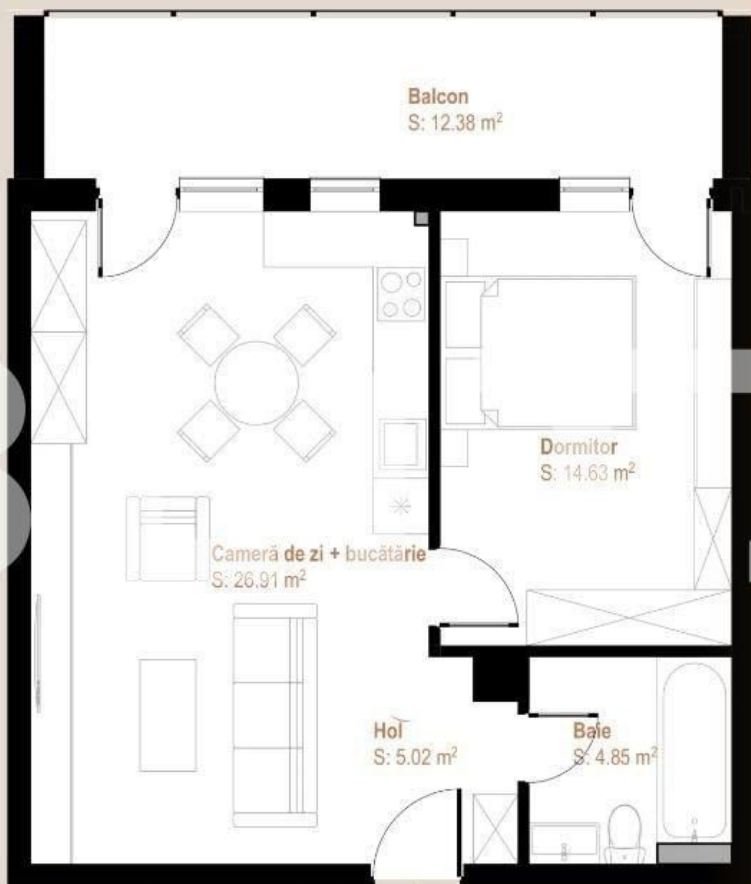 Balcon
S: 12.38 m²
Dormitor
S: 14.63 m²
Cameră de zi + bucătărie
S: 26.91 m²
Hol
S: 5.02 m²
Baie
S: 4.85 m²